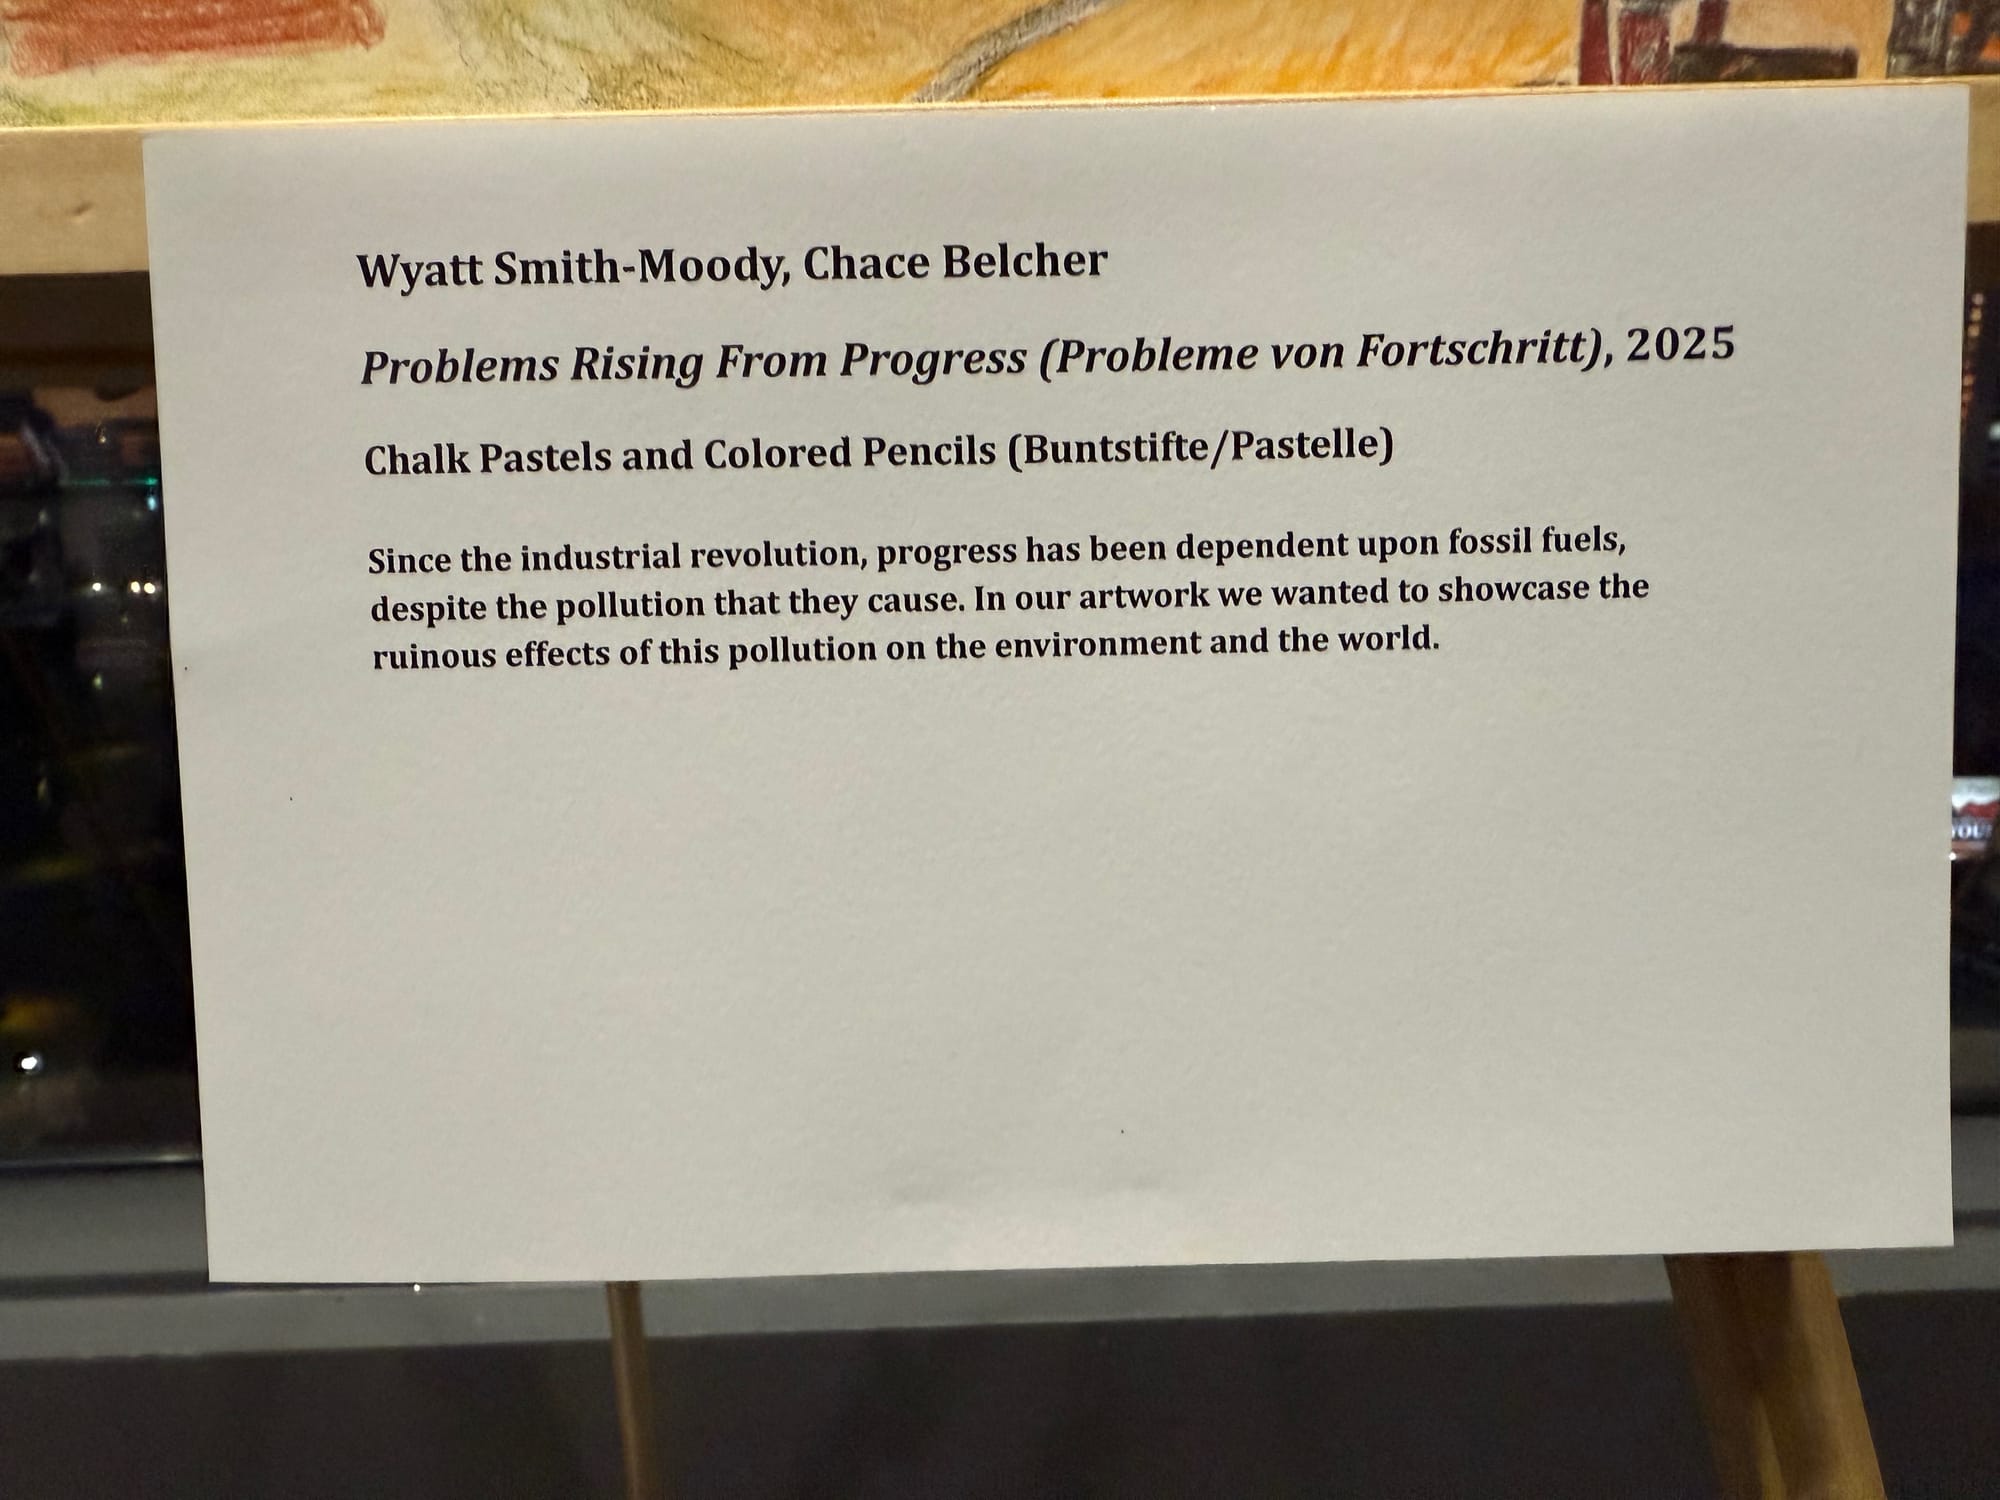 Wyatt Smith-Moody, Chace Belcher
Problems Rising From Progress (Probleme von Fortschritt), 2025
Chalk Pastels and Colored Pencils (Buntstifte/Pastelle)
Since the industrial revolution, progress has been dependent upon fossil fuels,
despite the pollution that they cause. In our artwork we wanted to showcase the
ruinous effects of this pollution on the environment and the world.